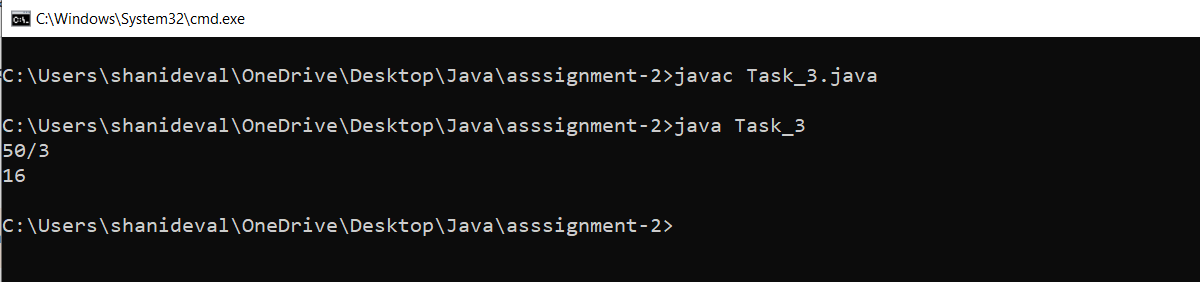 C:\Windows\System32\cmd.exe
C:\Users\shanideval\OneDrive\Desktop\Java\asssignment-2>javac Task_3.java
C:\Users\shanideval\OneDrive\Desktop\Java\asssignment-2>java Task_3
50/3
16
C:\Users\shanideval\OneDrive\Desktop\Java\asssignment-2>